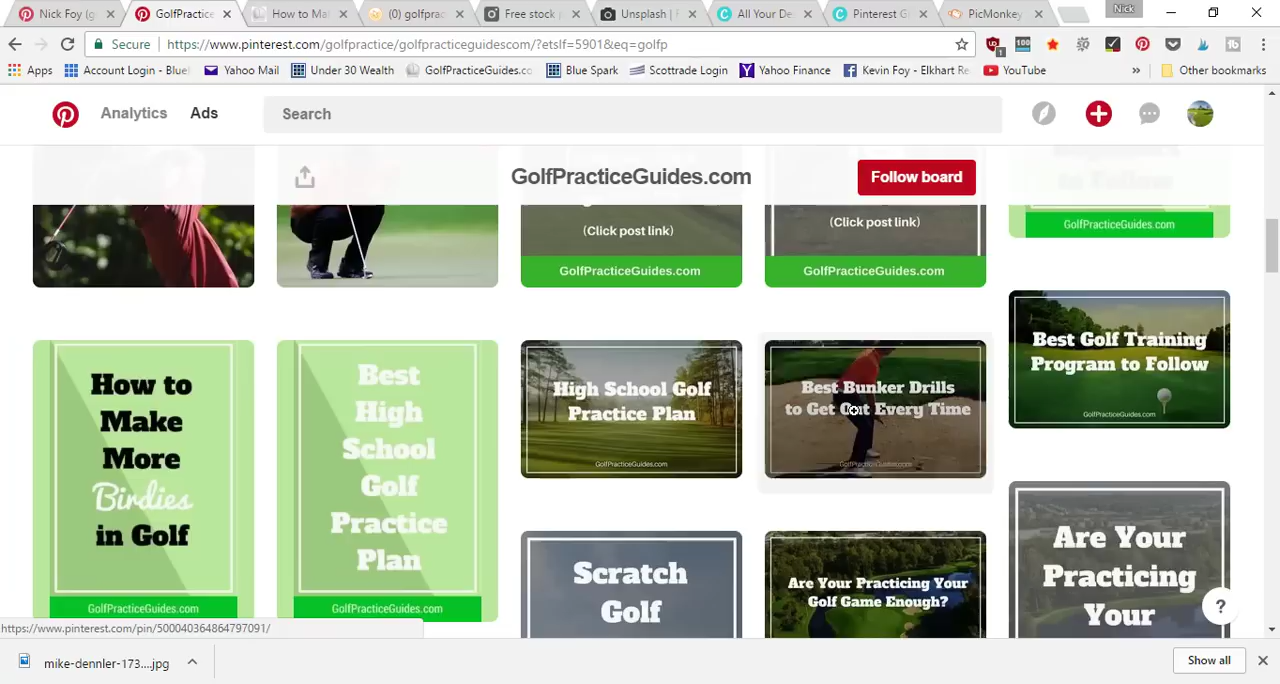 Nick Foy (g
GolfPractice
How to Ma
(0) golfprac
Free stock
Unsplash |
All Your De
Pinterest G
PicMonkey
Nick
Secure
https://www.pinterest.com/golfpractice/golfpracticeguidescom/?etslf=5901&eq=golfp
1
100
Apps
Account Login - Blue
Yahoo Mail
Under 30 Wealth
GolfPracticeGuides.co
Blue Spark
Scottrade Login
Yahoo Finance
Kevin Foy - Elkhart Re
YouTube
»
Other bookmarks
Analytics
Ads
Search
GolfPracticeGuides.com
Follow board
to Follow
GolfPracticeGuides.com
(Click post link)
GolfPracticeGuides.com
(Click post link)
GolfPracticeGuides.com
How to
Make
More
Birdies
in Golf
GolfPracticeGuides.com
Best
High
School
Golf
Practice
Plan
GolfPracticeGuides.com
High School Golf
Practice Plan
GolfPracticeGuides.com
Best Bunker Drills
to Get Out Every Time
GolfPracticeGuides.com
Best Golf Training
Program to Follow
GolfPracticeGuides.com
Scratch
Golf
Are Your Practicing Your
Golf Game Enough?
Are Your
Practicing
Your
?
https://www.pinterest.com/pin/500040364864797091/
mike-dennler-173....jpg
Show all